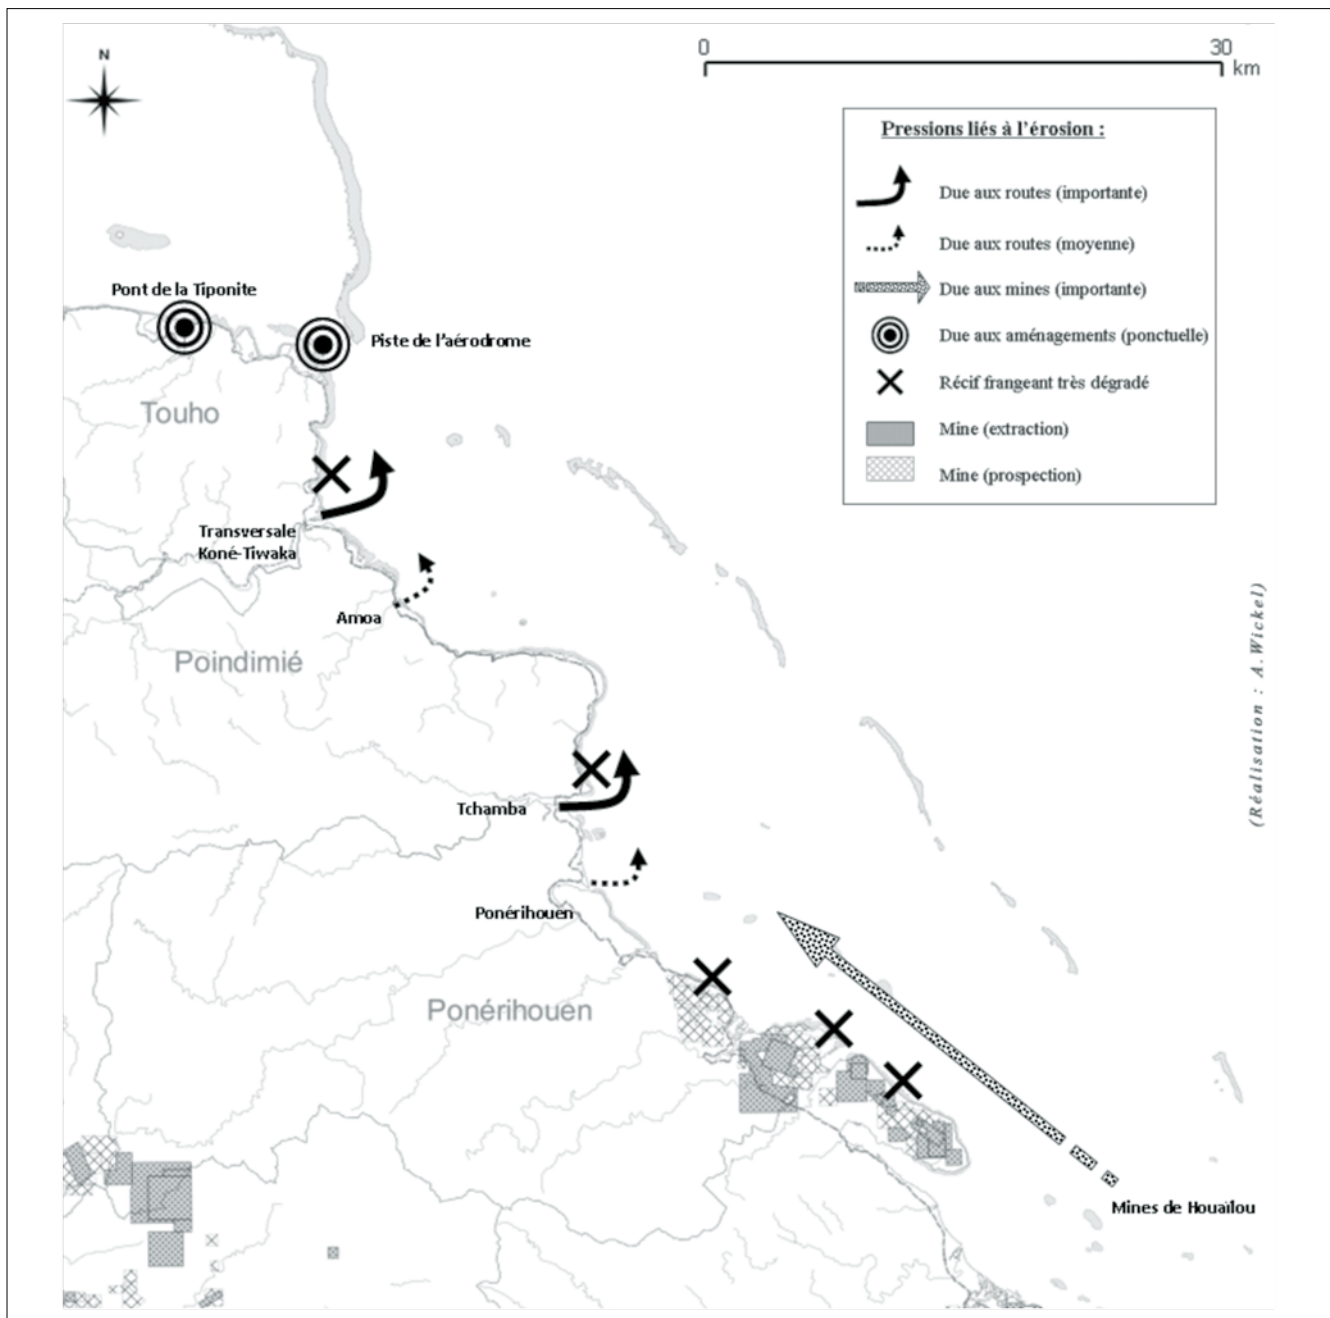 N
0 30
km
Pressions liés à l'érosion :
Due aux routes (importante)
Due aux routes (moyenne)
Due aux mines (importante)
Due aux aménagements (ponctuelle)
Récif frangeant très dégradé
Mine (extraction)
Mine (prospection)
Pont de la Tiponite
Piste de l'aérodrome
Touho
Transversale
Koné-Tiwaka
Amoa
Poindimié
(Réalisation : A.Wickel)
Tchamba
Ponérihouen
Ponérihouen
Mines de Houaïlou